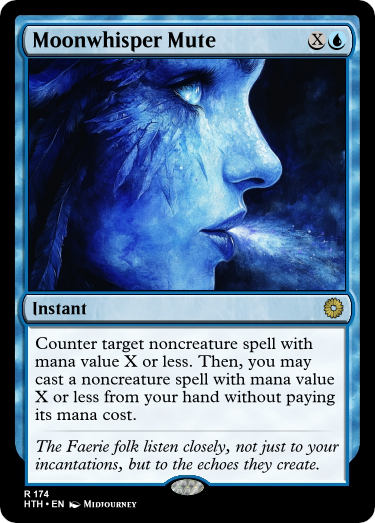 Moonwhisper Mute X
Instant
Counter target noncreature spell with
mana value X or less. Then, you may
cast a noncreature spell with mana value
X or less from your hand without paying
its mana cost.
The Faerie folk listen closely, not just to your
incantations, but to the echoes they create.
R 174
HTH • EN Midjourney